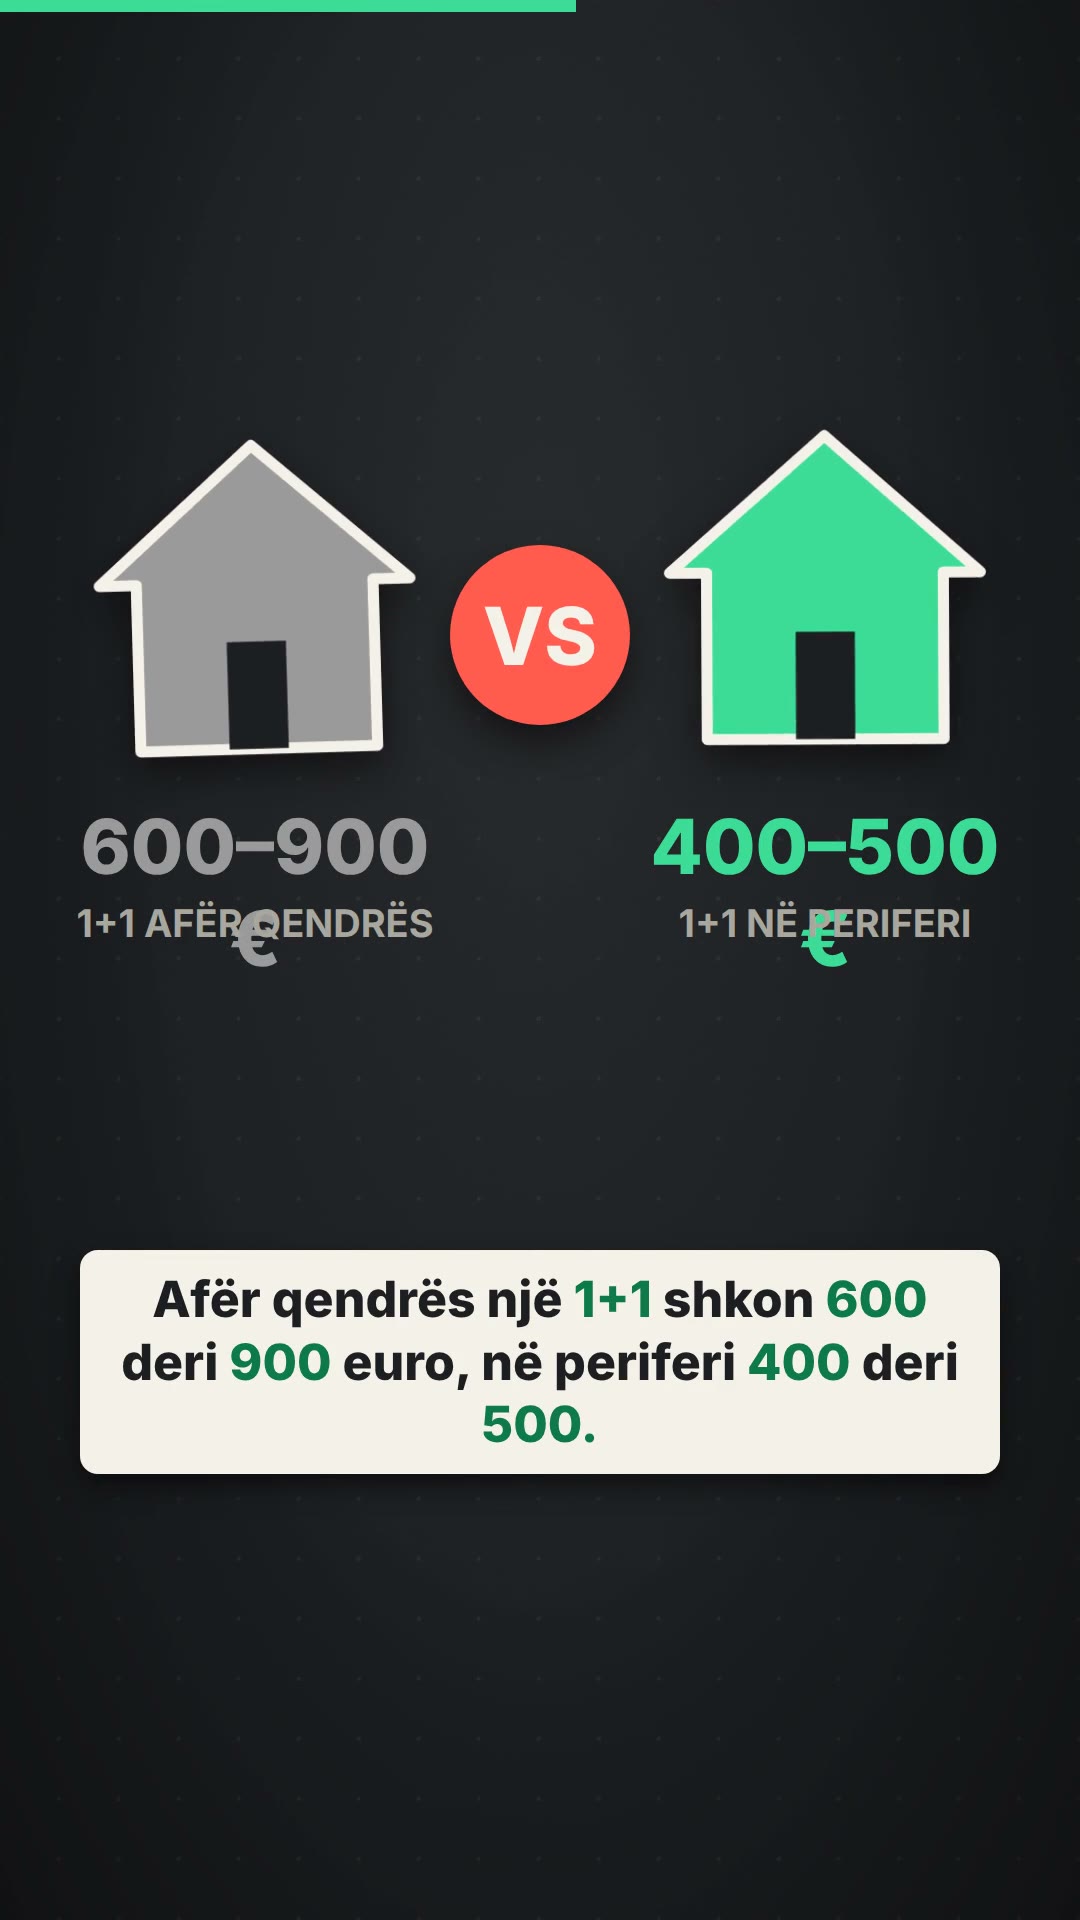 VS
600–900
€
1+1 AFËR QENDRËS
400–500
€
1+1 NË PERIFERI
Afër qendrës një 1+1 shkon 600
deri 900 euro, në periferi 400 deri
500.